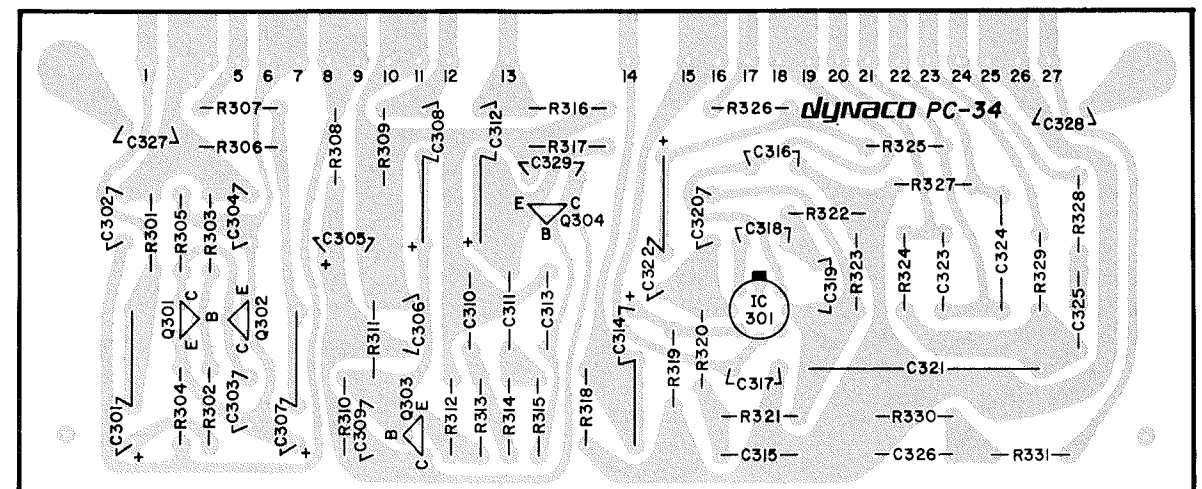 1 5 6 7 8 9 10 11 12 13 14 15 16 17 18 19 20 21 22 23 24 25 26 27
R307 R316 R326 dynaco PC-34
C327 R306 R308 R309 C308 C312 R317 C329 C316 R325 C328
C302 R301 R305 R303 C304 C305 + + + E C B Q304 + C322 C320 C318 R322 R327 R328
C319 R323 R324 C323 C324 R329 C325
Q301 C E B E C Q302 R311 C306 C310 C311 C313 C314 + R319 R320 IC
301
C301 + R304 R302 C303 C307 + R310 C309 Q303 B E C R312 R313 R314 R315 R318 C317 C321
R321 R330
C315 C326 R331